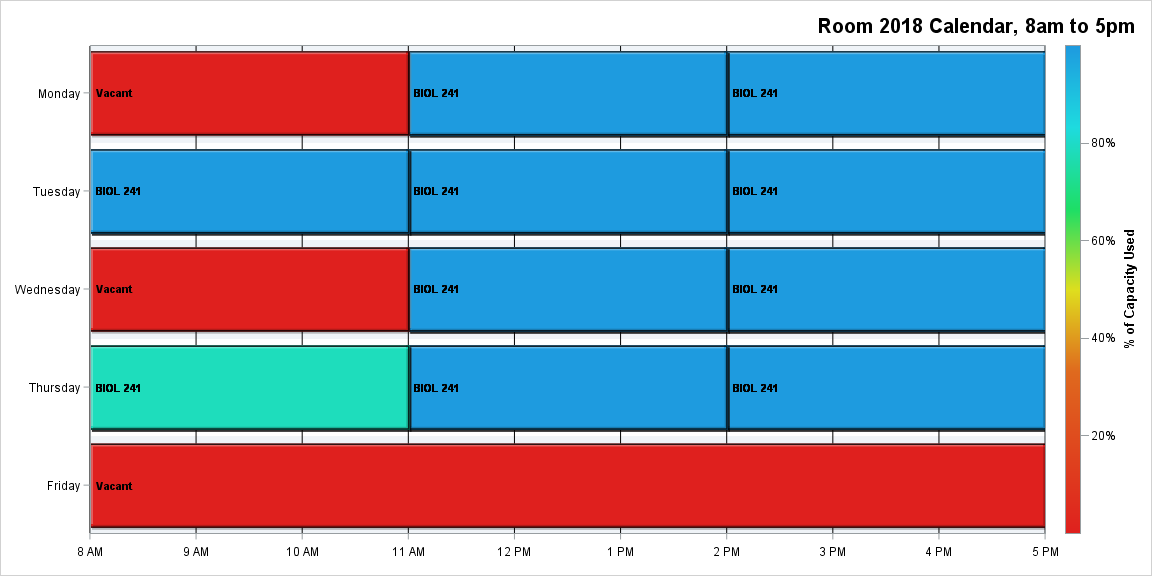 Room 2018 Calendar, 8am to 5pm
Monday
Vacant
BIOL 241
BIOL 241
Tuesday
BIOL 241
BIOL 241
BIOL 241
Wednesday
Vacant
BIOL 241
BIOL 241
Thursday
BIOL 241
BIOL 241
BIOL 241
Friday
Vacant
8 AM
9 AM
10 AM
11 AM
12 PM
1 PM
2 PM
3 PM
4 PM
5 PM
80%
60%
40%
20%
% of Capacity Used